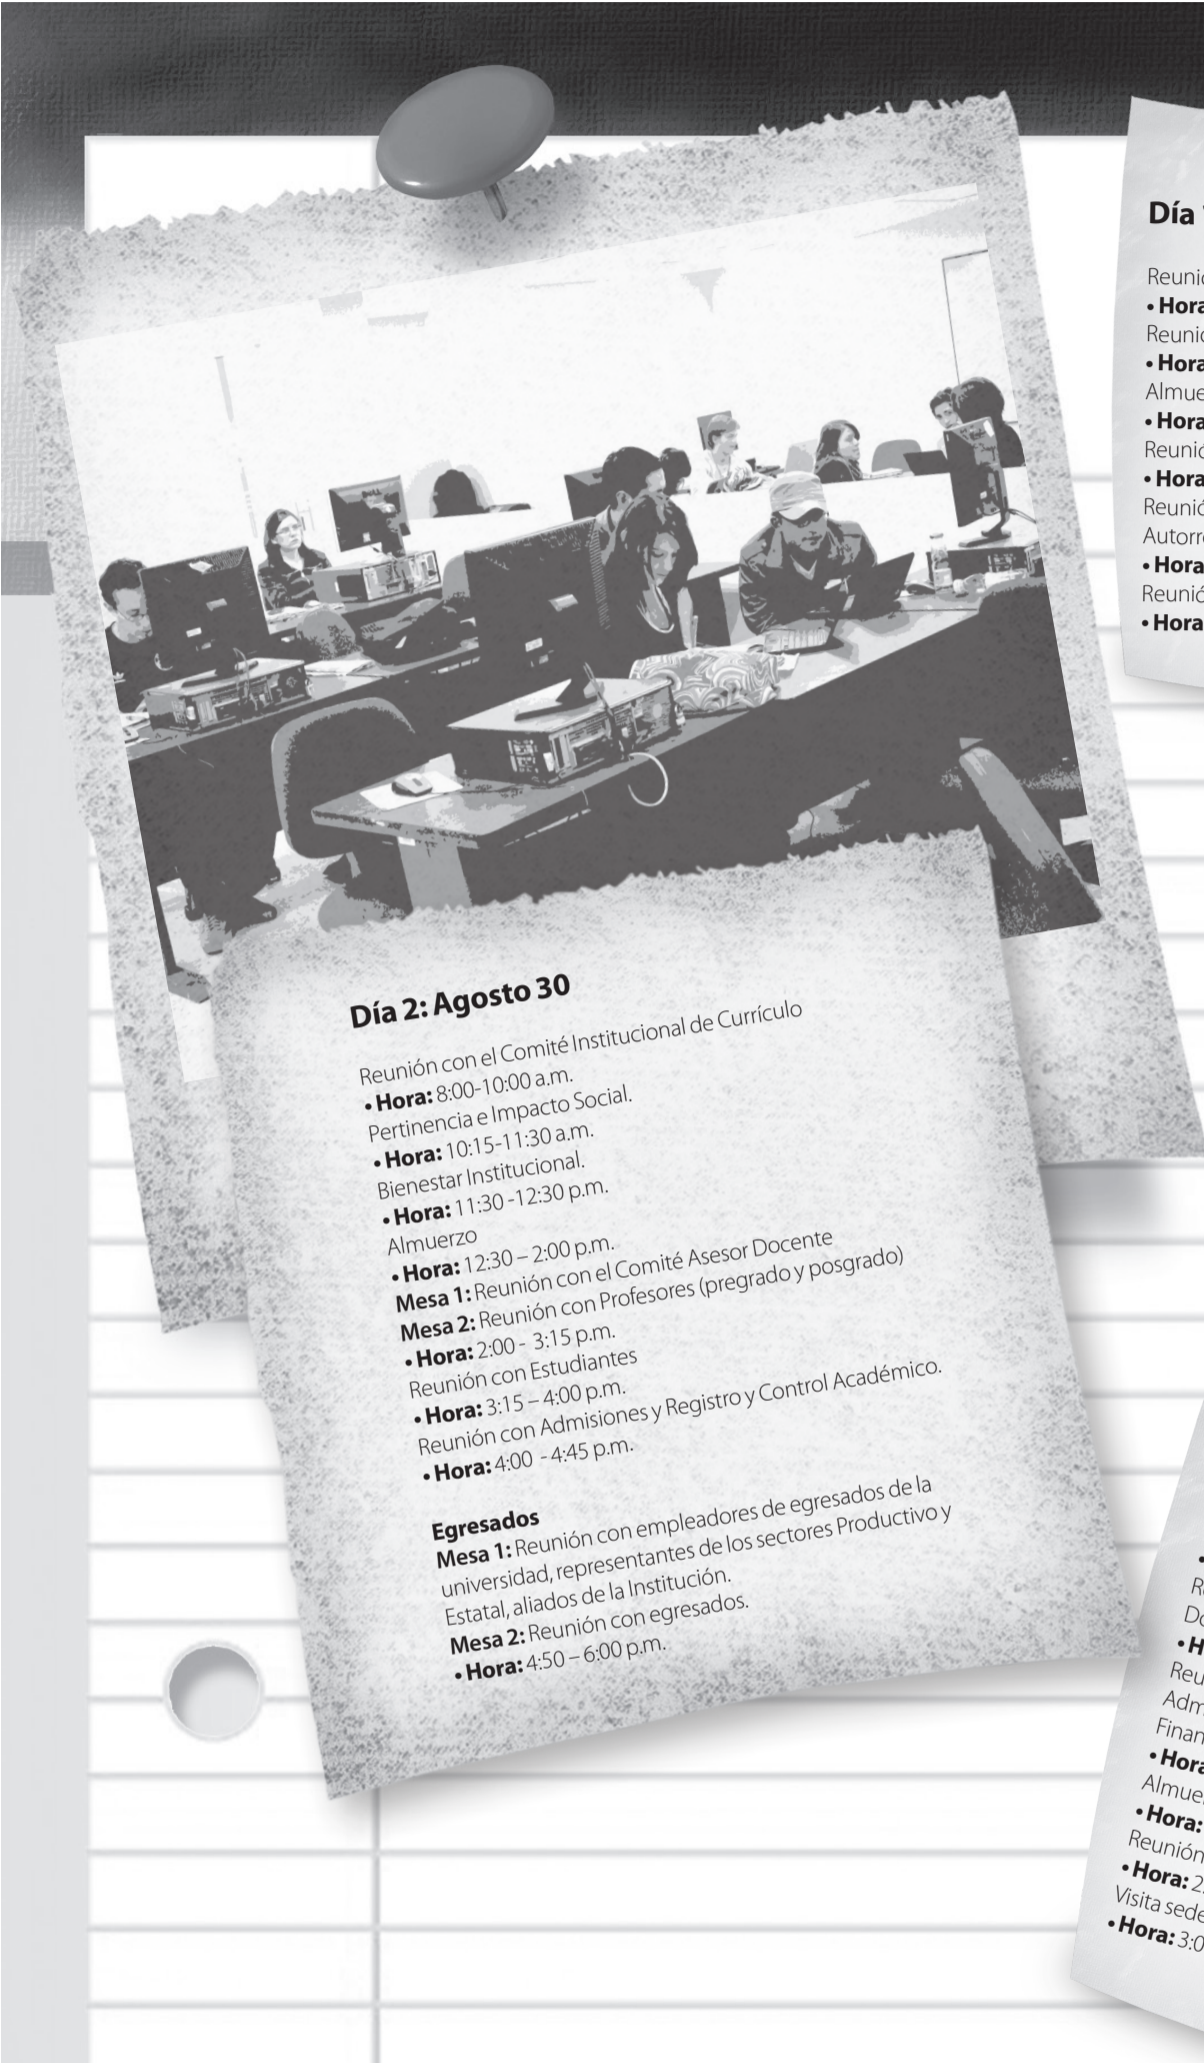 Día 2: Agosto 30
Reunión con el Comité Institucional de Currículo
• Hora: 8:00-10:00 a.m.
Pertinencia e Impacto Social.
• Hora: 10:15-11:30 a.m.
Bienestar Institucional.
• Hora: 11:30 -12:30 p.m.
Almuerzo
• Hora: 12:30 – 2:00 p.m.
Mesa 1: Reunión con el Comité Asesor Docente
Mesa 2: Reunión con Profesores (pregrado y posgrado)
• Hora: 2:00 - 3:15 p.m.
Reunión con Estudiantes
• Hora: 3:15 – 4:00 p.m.
Reunión con Admisiones y Registro y Control Académico.
• Hora: 4:00 - 4:45 p.m.
Egresados
Mesa 1: Reunión con empleadores de egresados de la
universidad, representantes de los sectores Productivo y
Estatal, aliados de la Institución.
Mesa 2: Reunión con egresados.
• Hora: 4:50 – 6:00 p.m.
Día
• Hora
• Hora
• Hora
• Hora
• Hora
• Hora
• Hora:
Reunión
• Hora: 2
Visita sede
• Hora: 3:0